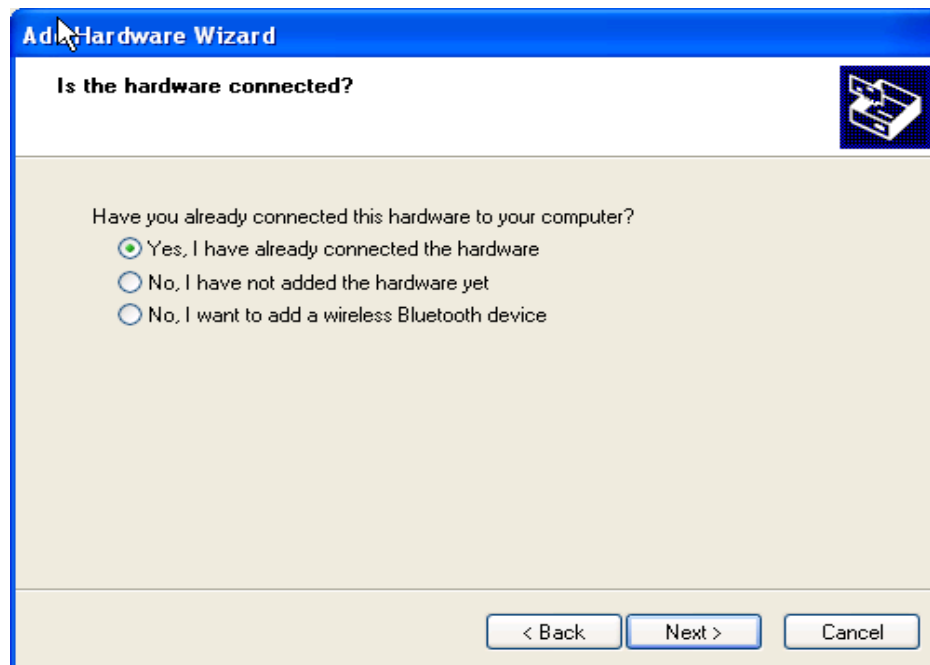 Add Hardware Wizard
Is the hardware connected?
Have you already connected this hardware to your computer?
Yes, I have already connected the hardware
No, I have not added the hardware yet
No, I want to add a wireless Bluetooth device
< Back
Next >
Cancel